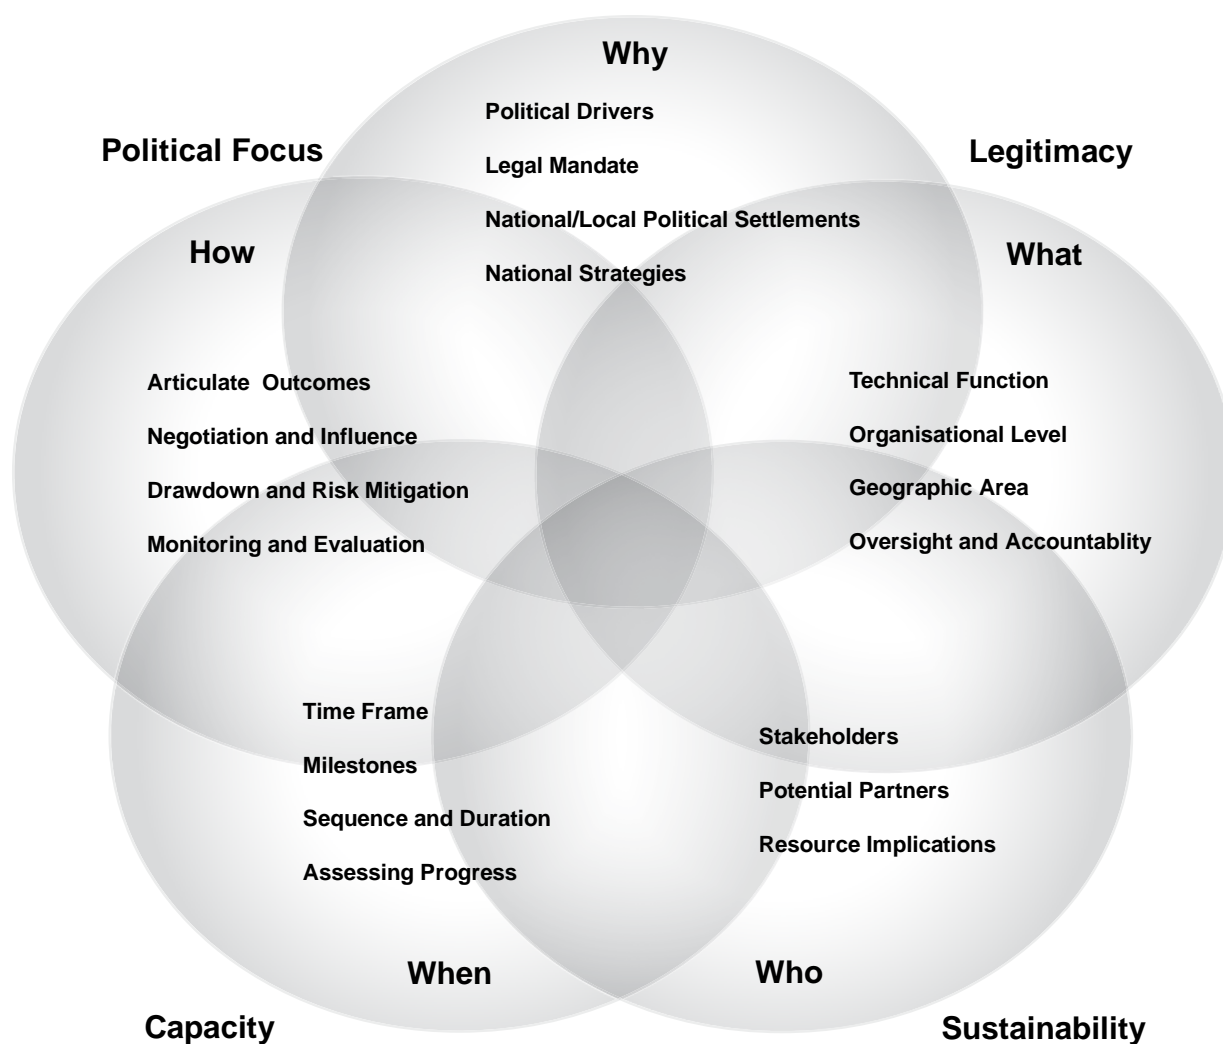 Why
Political Drivers
Legal Mandate
National/Local Political Settlements
National Strategies
Political Focus
Legitimacy
How
Articulate  Outcomes
Negotiation and Influence
Drawdown and Risk Mitigation
Monitoring and Evaluation
What
Technical Function
Organisational Level
Geographic Area
Oversight and Accountablity
Time Frame
Milestones
Sequence and Duration
Assessing Progress
When
Stakeholders
Potential Partners
Resource Implications
Who
Capacity
Sustainability